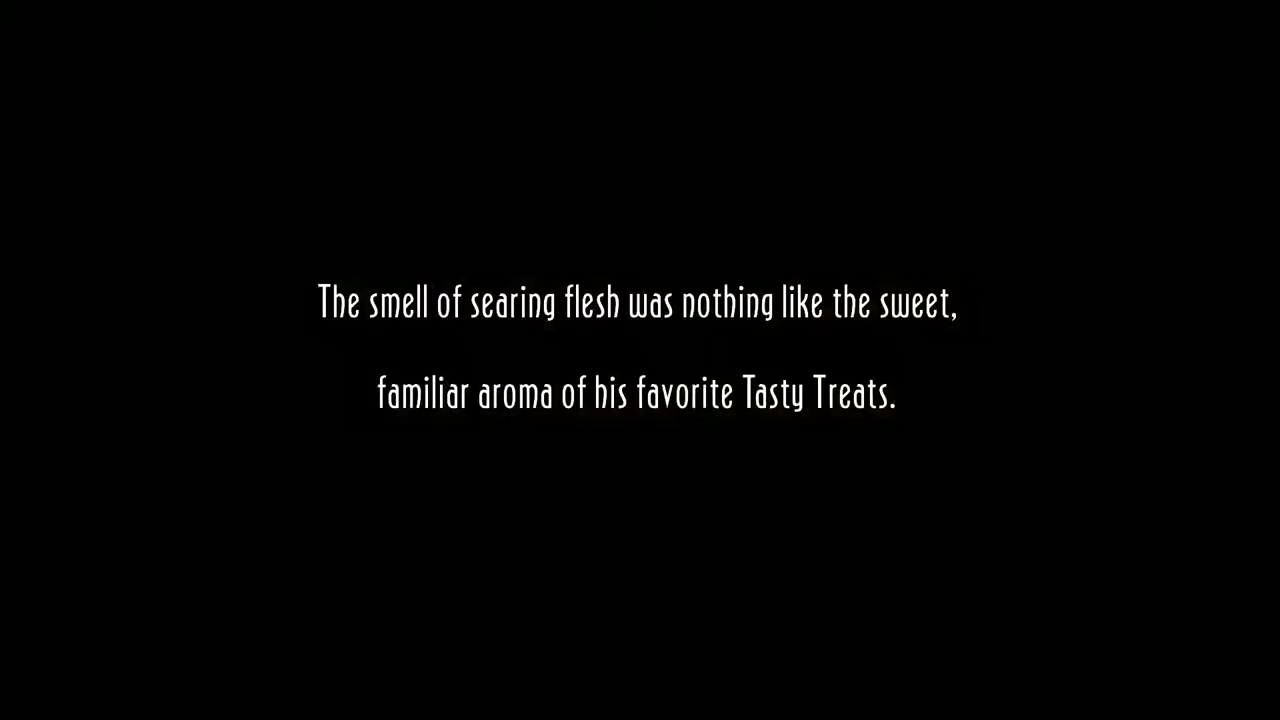 The smell of searing flesh was nothing like the sweet,
familiar aroma of his favorite Tasty Treats.